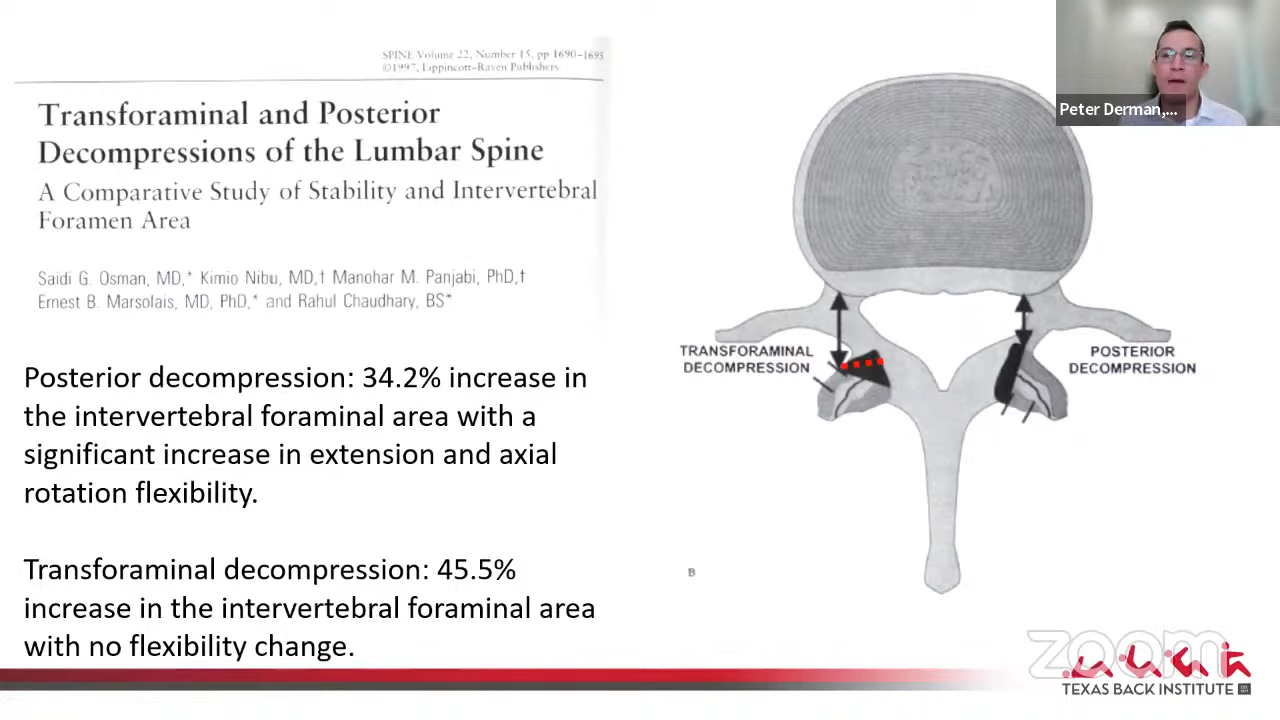 SPINE Volume 22, Number 15, pp 1690–1695
©1997, Lippincott–Raven Publishers.
Transforaminal and Posterior
Decompressions of the Lumbar Spine
A Comparative Study of Stability and Intervertebral
Foramen Area
Saidi G. Osman, MD,* Kimio Nibu, MD,† Manohar M. Panjabi, PhD,†
Ernest B. Marsolais, MD, PhD,* and Rahul Chaudhary, BS*
Posterior decompression: 34.2% increase in
the intervertebral foraminal area with a
significant increase in extension and axial
rotation flexibility.
Transforaminal decompression: 45.5%
increase in the intervertebral foraminal area
with no flexibility change.
Peter Derman,...
TRANSFORAMINAL
DECOMPRESSION
POSTERIOR
DECOMPRESSION
B
zoom
TEXAS BACK INSTITUTE